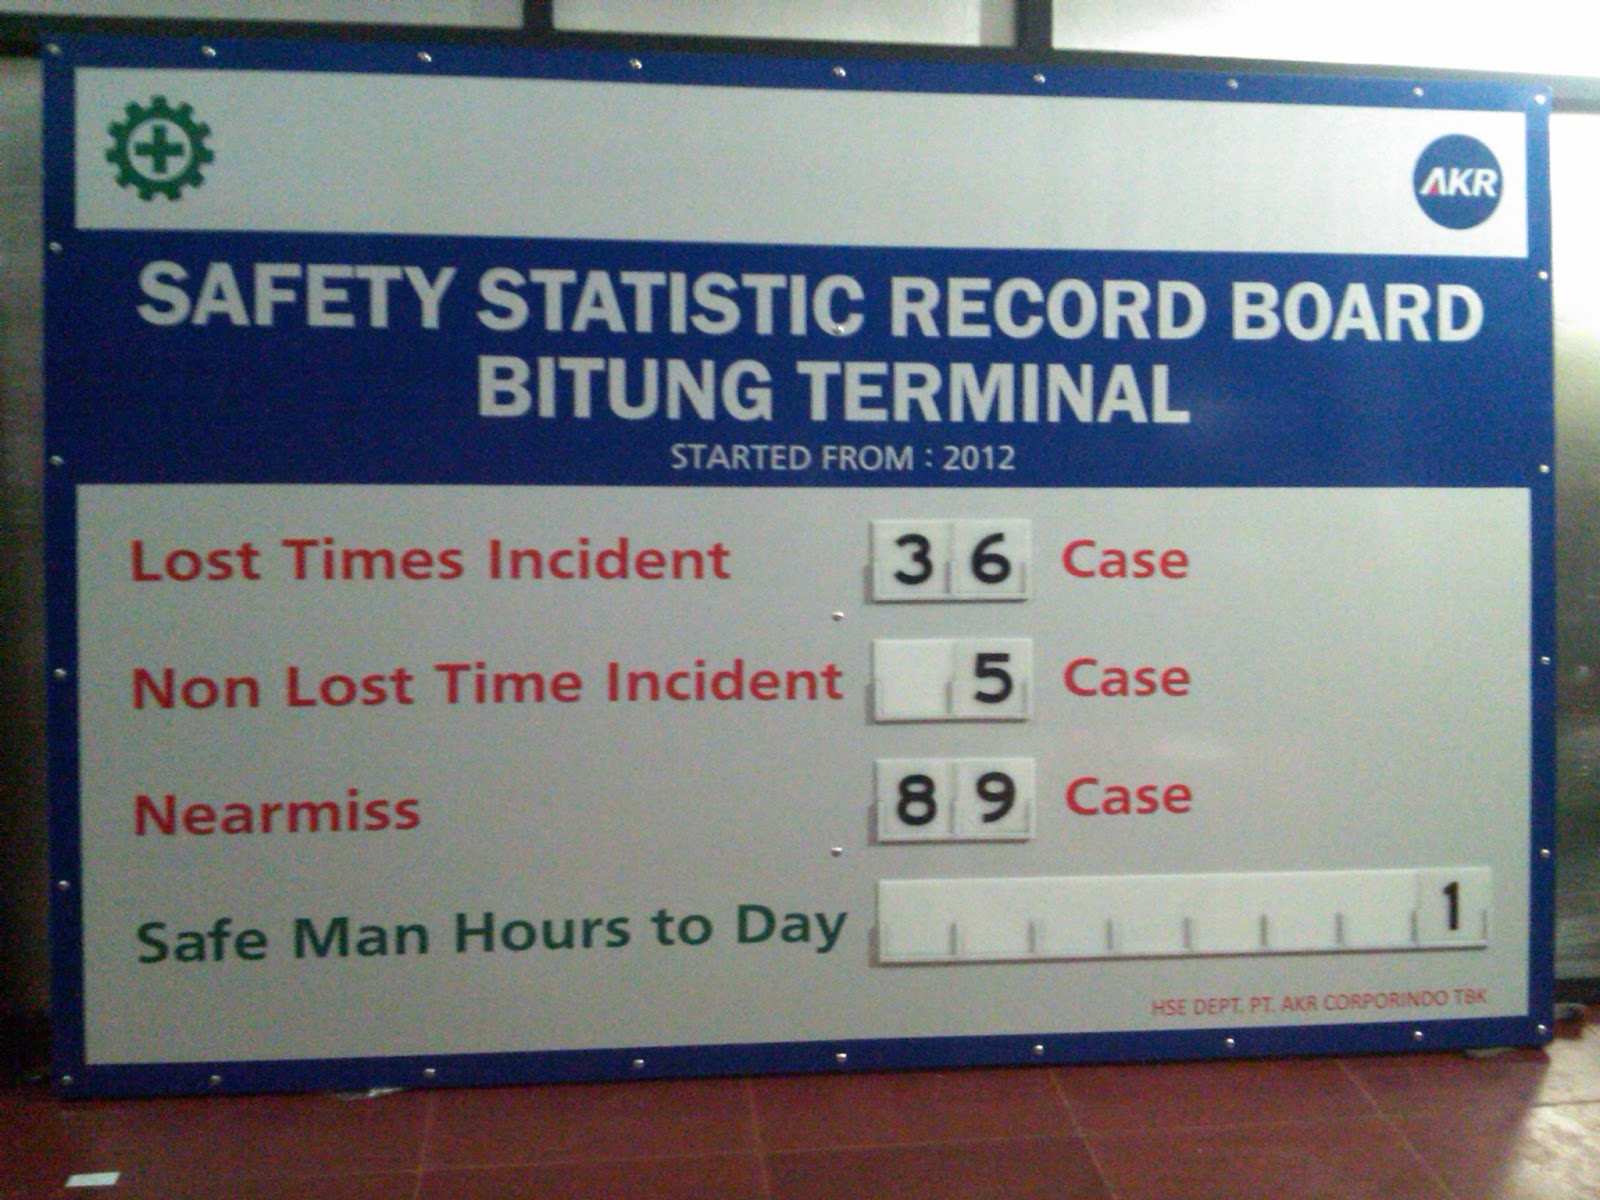 AKR
SAFETY STATISTIC RECORD BOARD
BITUNG TERMINAL
STARTED FROM : 2012
Lost Times Incident 36 Case
Non Lost Time Incident 5 Case
Nearmiss 89 Case
Safe Man Hours to Day 1
HSE DEPT. PT. AKR CORPORINDO TBK